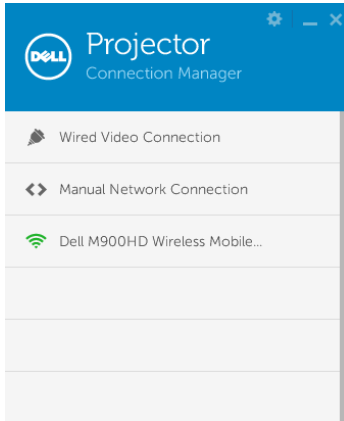 DELL
Projector
Connection Manager
Wired Video Connection
Manual Network Connection
Dell M900HD Wireless Mobile...